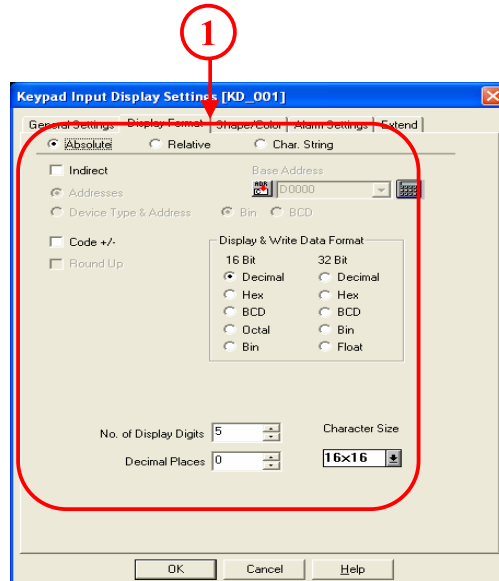 1
Keypad Input Display Settings [KD_001]
General Settings Display Format Shape/Color Alarm Settings Extend
Absolute Relative Char. String
Indirect Base Address
Addresses ADR D0000
Device Type & Address Bin BCD
Code +/- Display & Write Data Format
Round Up 16 Bit 32 Bit
Decimal Decimal
Hex Hex
BCD BCD
Octal Bin
Bin Float
No. of Display Digits 5 Character Size
Decimal Places 0 16×16
OK Cancel Help